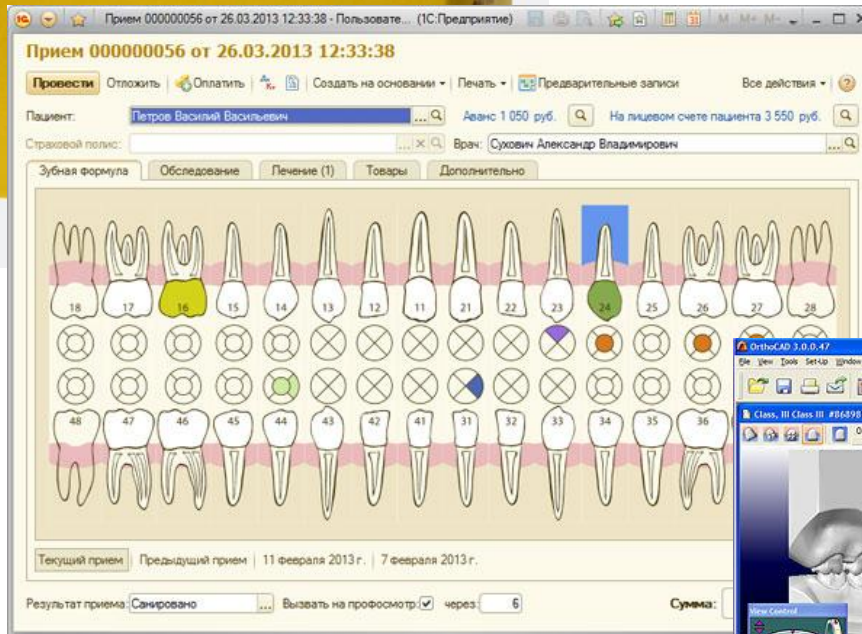 Прием 000000056 от 26.03.2013 12:33:38 - Пользовате... (1С:Предприятие) M M+ M-
Прием 000000056 от 26.03.2013 12:33:38
Провести Отложить Оплатить Создать на основании Печать Предварительные записи Все действия
Пациент: Петров Василий Васильевич ... Аванс 1 050 руб. На лицевом счете пациента 3 550 руб.
Страховой полис: ... Врач: Сухович Александр Владимирович ...
Зубная формула Обследование Лечение (1) Товары Дополнительно
18 17 16 15 14 13 12 11 21 22 23 24 25 26 27 28
48 47 46 45 44 43 42 41 31 32 33 34 35 36
OrthoCAD 3.0.0.47
File View Tools Set-Up Window
Class, III Class III #86898
View Control
Текущий прием Предыдущий прием 11 февраля 2013 г. 7 февраля 2013 г.
Результат приема: Санировано ... Вызвать на профосмотр: через: 6 Сумма: